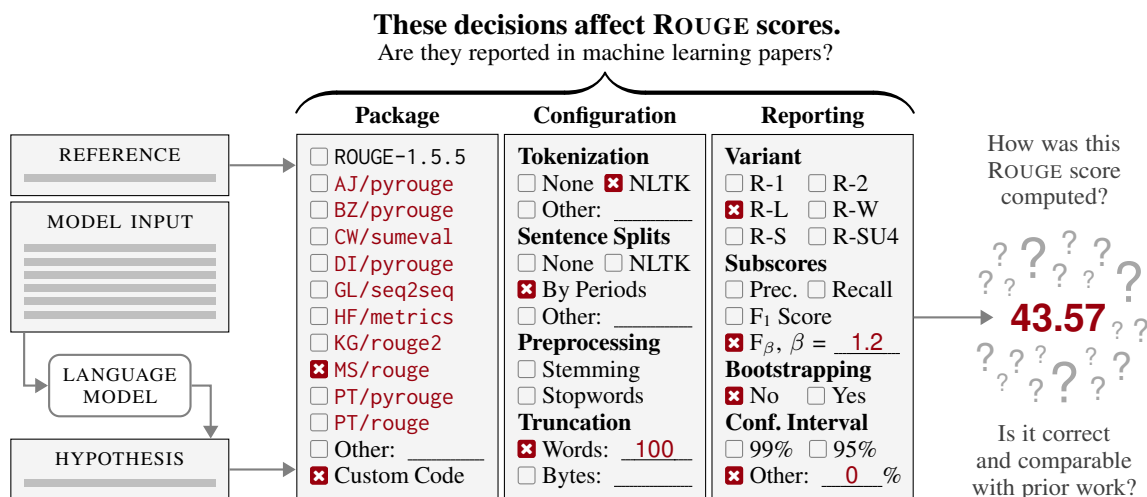 These decisions affect ROUGE scores.
Are they reported in machine learning papers?
REFERENCE
MODEL INPUT
LANGUAGE
MODEL
HYPOTHESIS
Package
ROUGE-1.5.5
AJ/pyrouge
BZ/pyrouge
CW/sumeval
DI/pyrouge
GL/seq2seq
HF/metrics
KG/rouge2
MS/rouge
PT/pyrouge
PT/rouge
Other:
Custom Code
Configuration
Tokenization
None NLTK
Other:
Sentence Splits
None NLTK
By Periods
Other:
Preprocessing
Stemming
Stopwords
Truncation
Words: 100
Bytes:
Reporting
Variant
R-1 R-2
R-L R-W
R-S R-SU4
Subscores
Prec. Recall
F₁ Score
Fβ, β = 1.2
Bootstrapping
No Yes
Conf. Interval
99% 95%
Other: 0 %
How was this
ROUGE score
computed?
? ? ? ? ? ? ? ? ?
43.57
? ? ? ? ? ? ? ? ?
Is it correct
and comparable
with prior work?